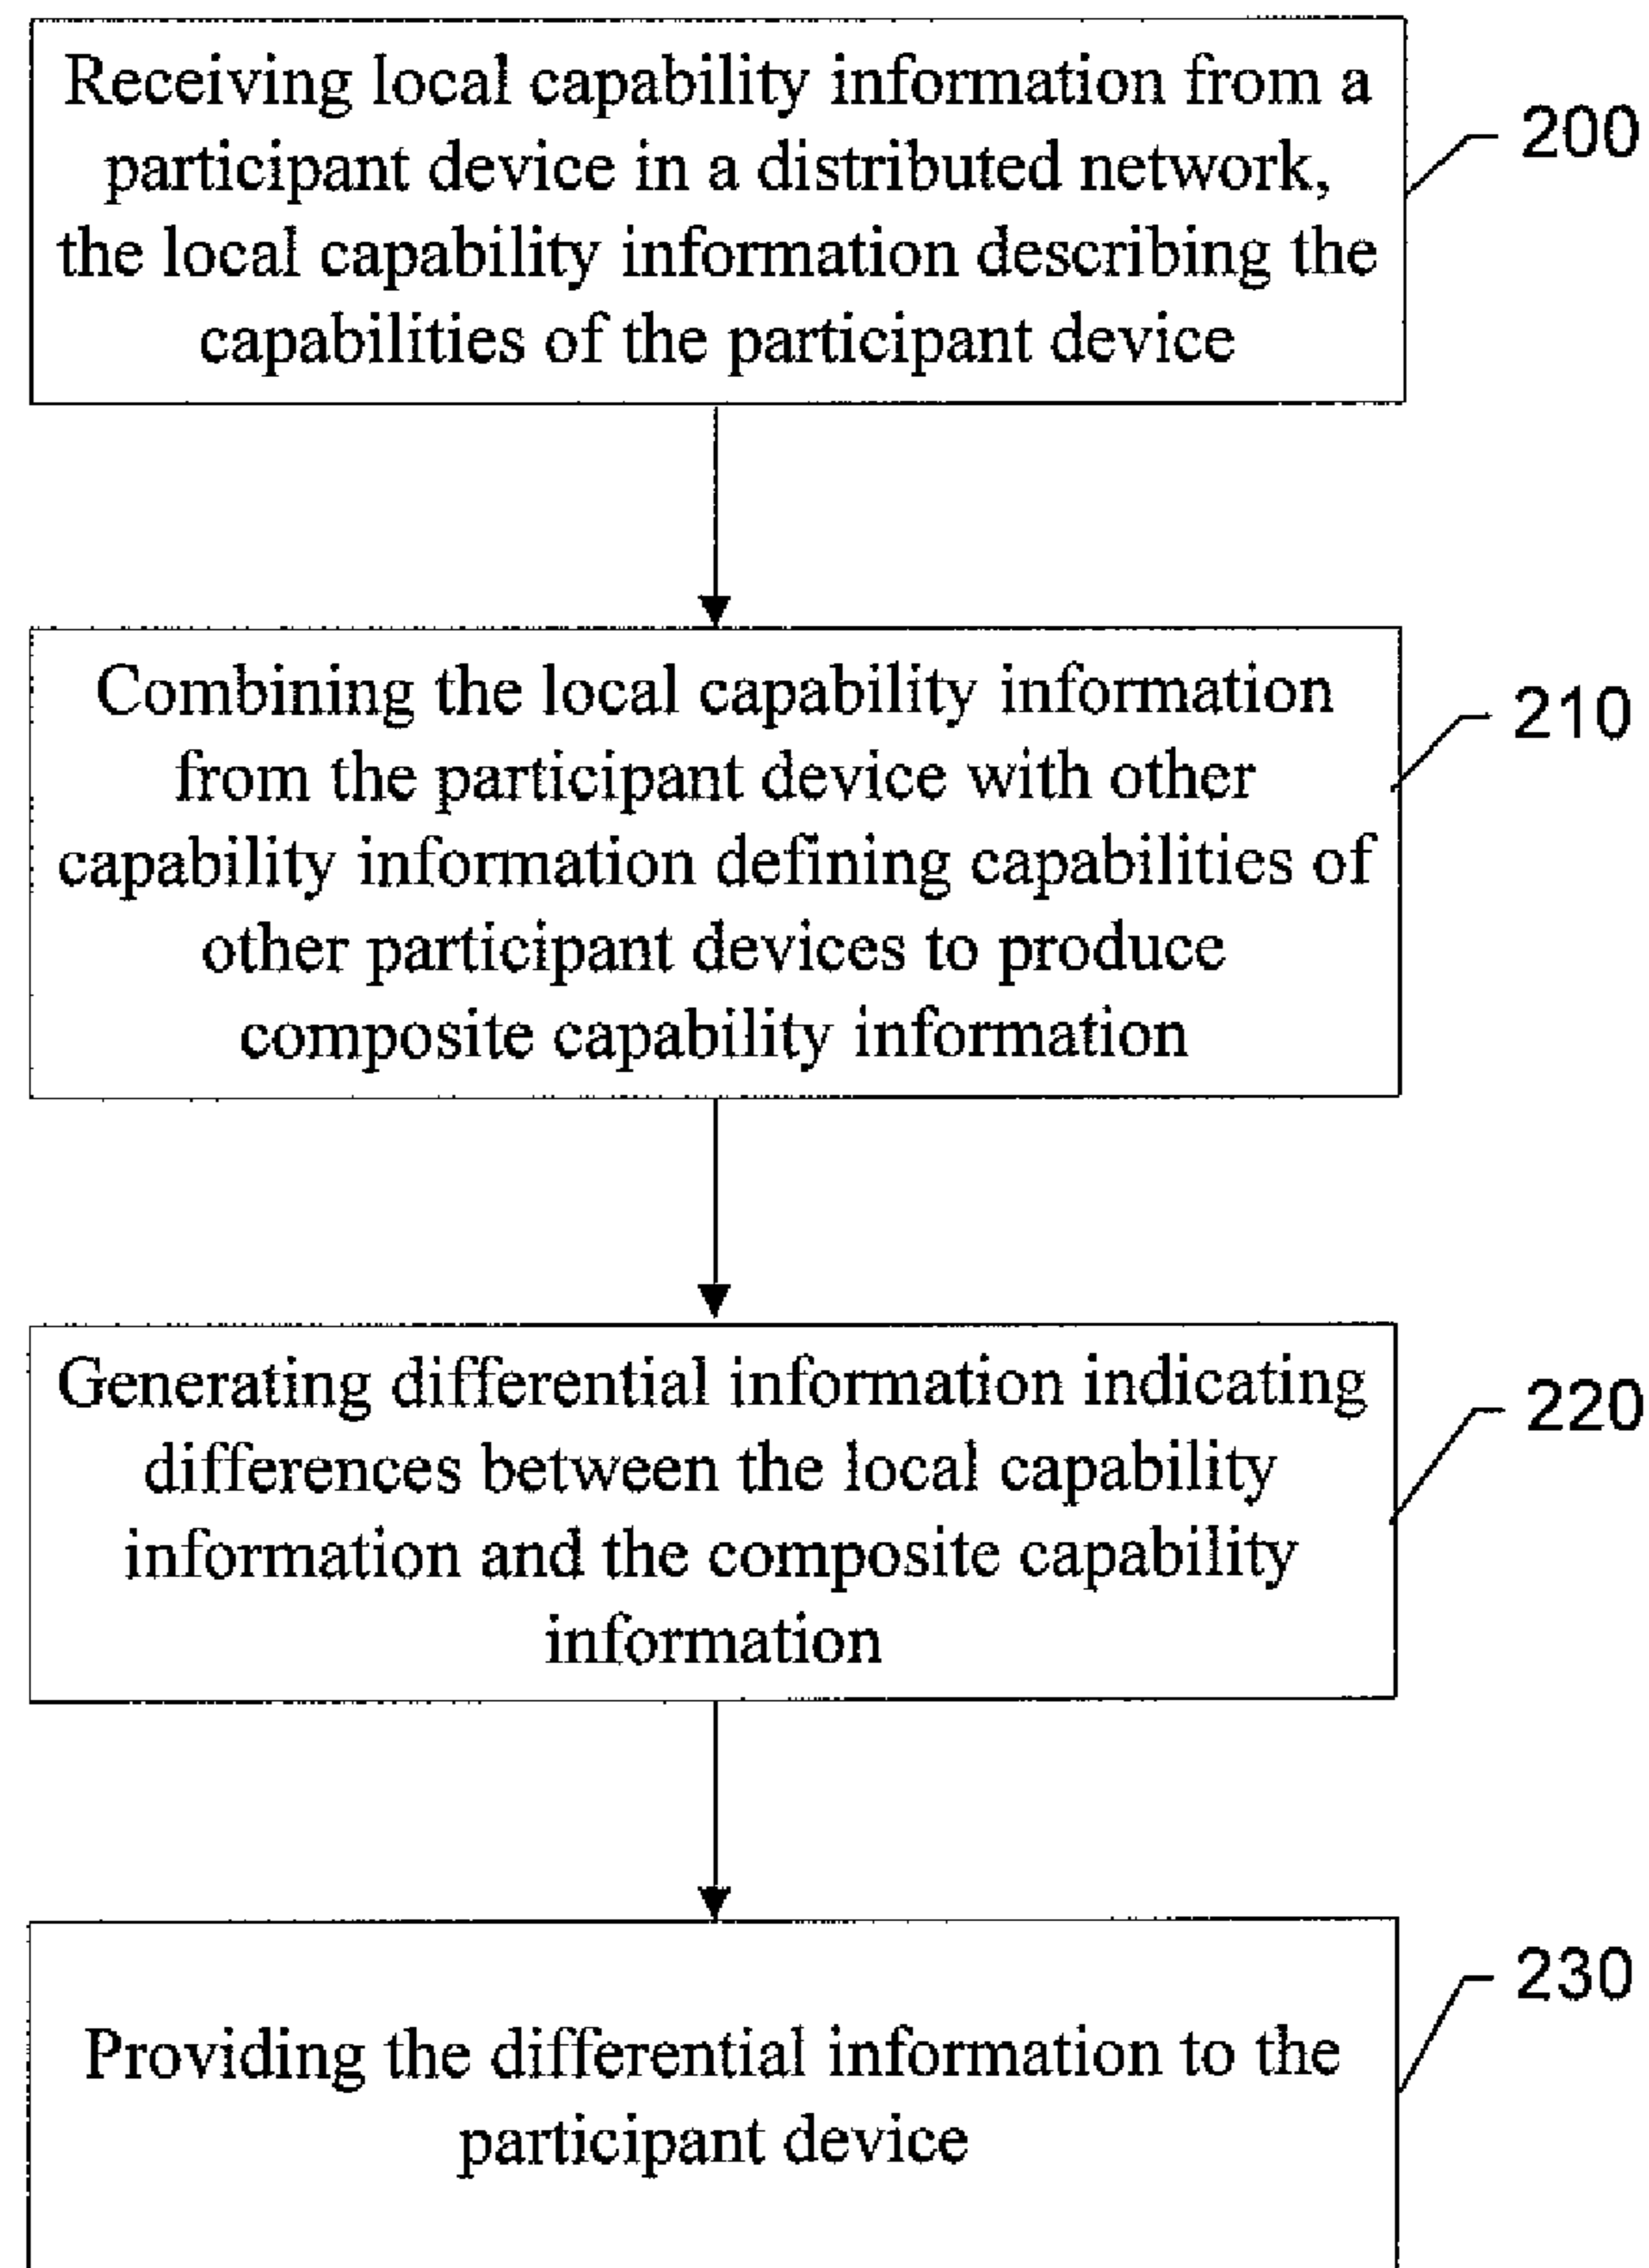 Receiving local capability information from a
participant device in a distributed network,
the local capability information describing the
capabilities of the participant device
200
Combining the local capability information
from the participant device with other
capability information defining capabilities of
other participant devices to produce
composite capability information
210
Generating differential information indicating
differences between the local capability
information and the composite capability
information
220
Providing the differential information to the
participant device
230